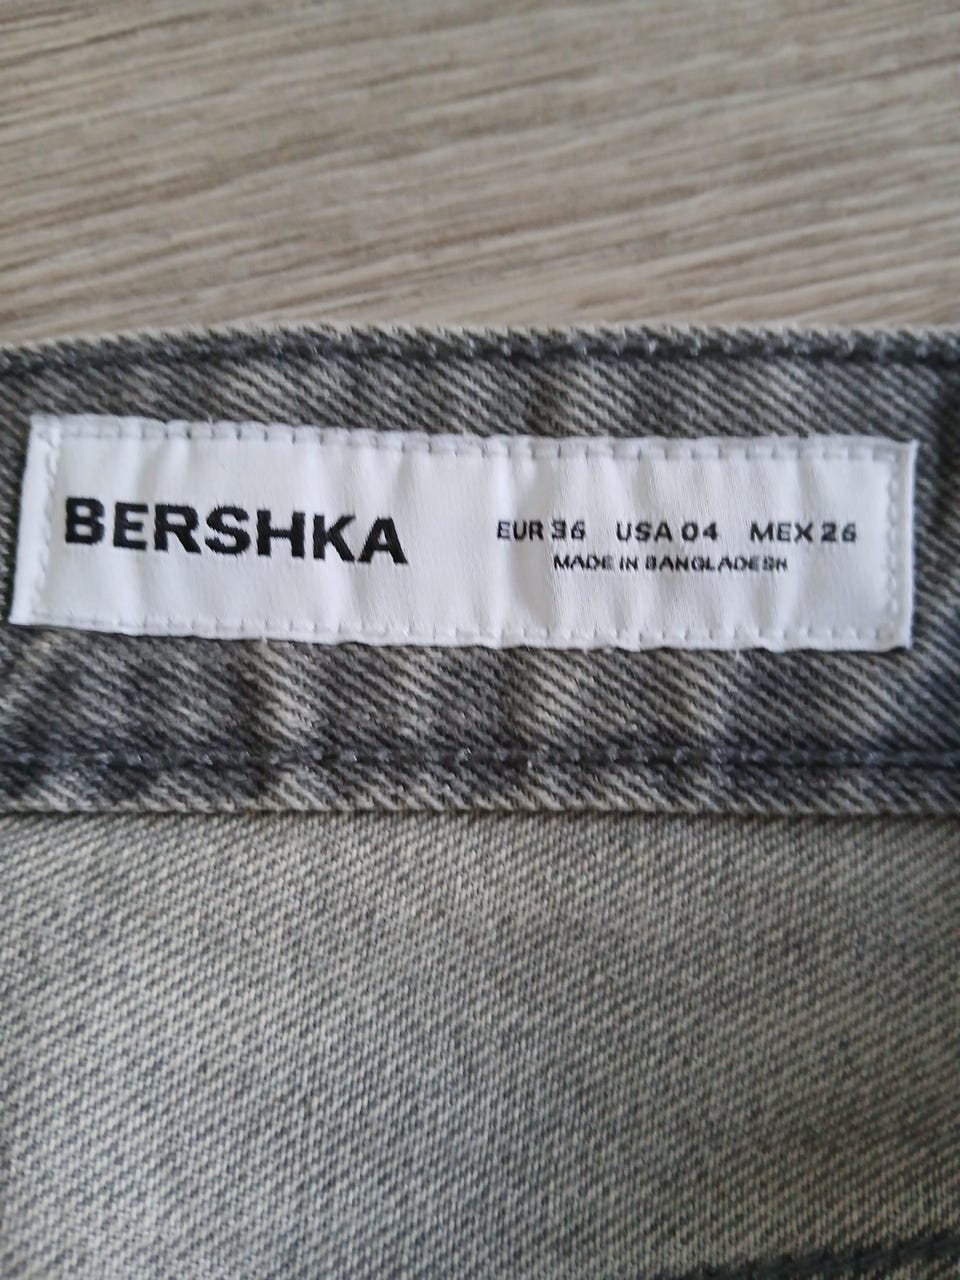 BERSHKA
EUR 36 USA 04 MEX 26
MADE IN BANGLADESH